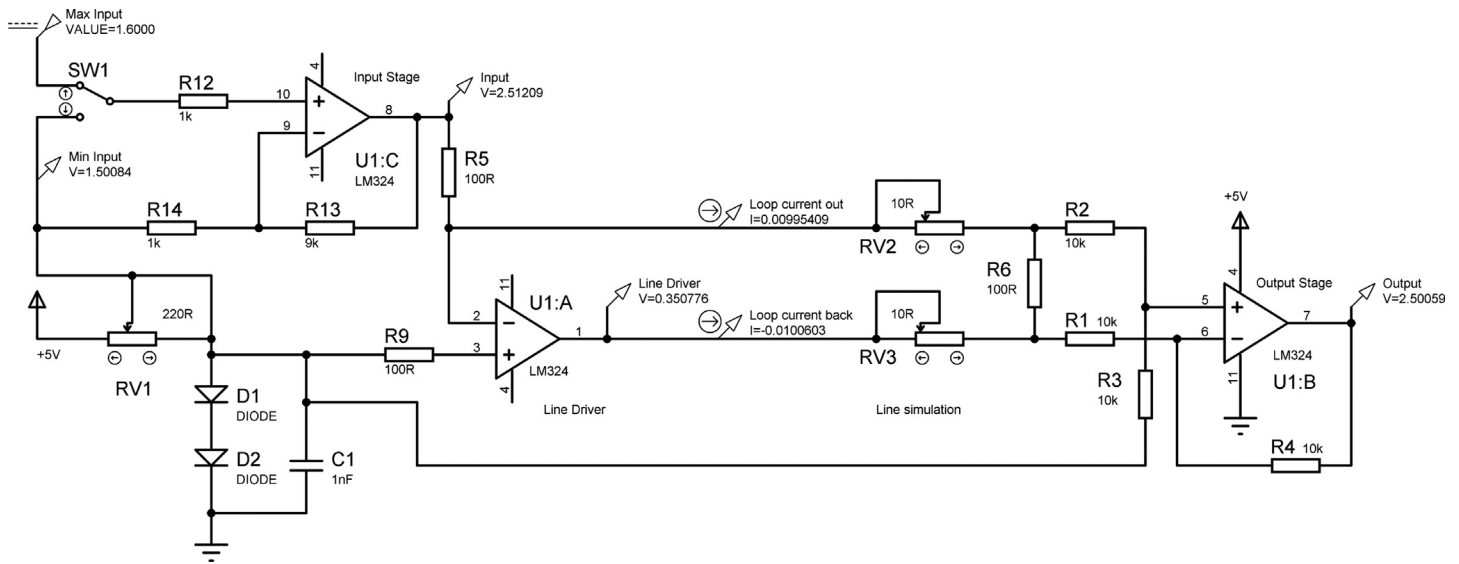 Max Input
VALUE=1.6000
SW1
R12
1k
10
9
4
11
8
Input Stage
U1:C
LM324
Input
V=2.51209
Min Input
V=1.50084
R14
1k
R13
9k
R5
100R
Loop current out
I=0.00995409
10R
RV2
R2
10k
+5V
220R
+5V
RV1
R9
100R
11
U1:A
2
3
1
4
LM324
Line Driver
V=0.350776
Line Driver
Loop current back
I=-0.0100603
10R
RV3
Line simulation
R6
100R
R1
10k
R3
10k
4
Output Stage
5
6
7
11
LM324
U1:B
Output
V=2.50059
R4
10k
D1
DIODE
D2
DIODE
C1
1nF